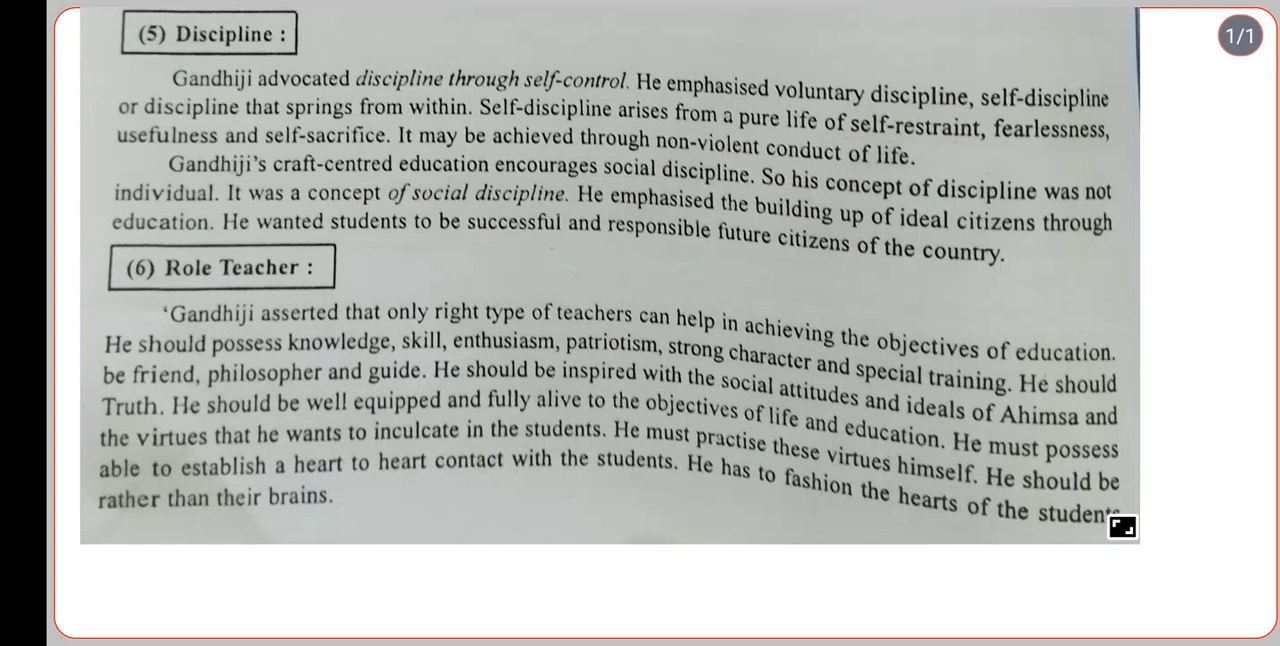 1/1
(5) Discipline :
Gandhiji advocated discipline through self-control. He emphasised voluntary discipline, self-discipline
or discipline that springs from within. Self-discipline arises from a pure life of self-restraint, fearlessness,
usefulness and self-sacrifice. It may be achieved through non-violent conduct of life.
Gandhiji's craft-centred education encourages social discipline. So his concept of discipline was not
individual. It was a concept of social discipline. He emphasised the building up of ideal citizens through
education. He wanted students to be successful and responsible future citizens of the country.
(6) Role Teacher :
‘Gandhiji asserted that only right type of teachers can help in achieving the objectives of education.
He should possess knowledge, skill, enthusiasm, patriotism, strong character and special training. He should
be friend, philosopher and guide. He should be inspired with the social attitudes and ideals of Ahimsa and
Truth. He should be well equipped and fully alive to the objectives of life and education. He must possess
the virtues that he wants to inculcate in the students. He must practise these virtues himself. He should be
able to establish a heart to heart contact with the students. He has to fashion the hearts of the students
rather than their brains.